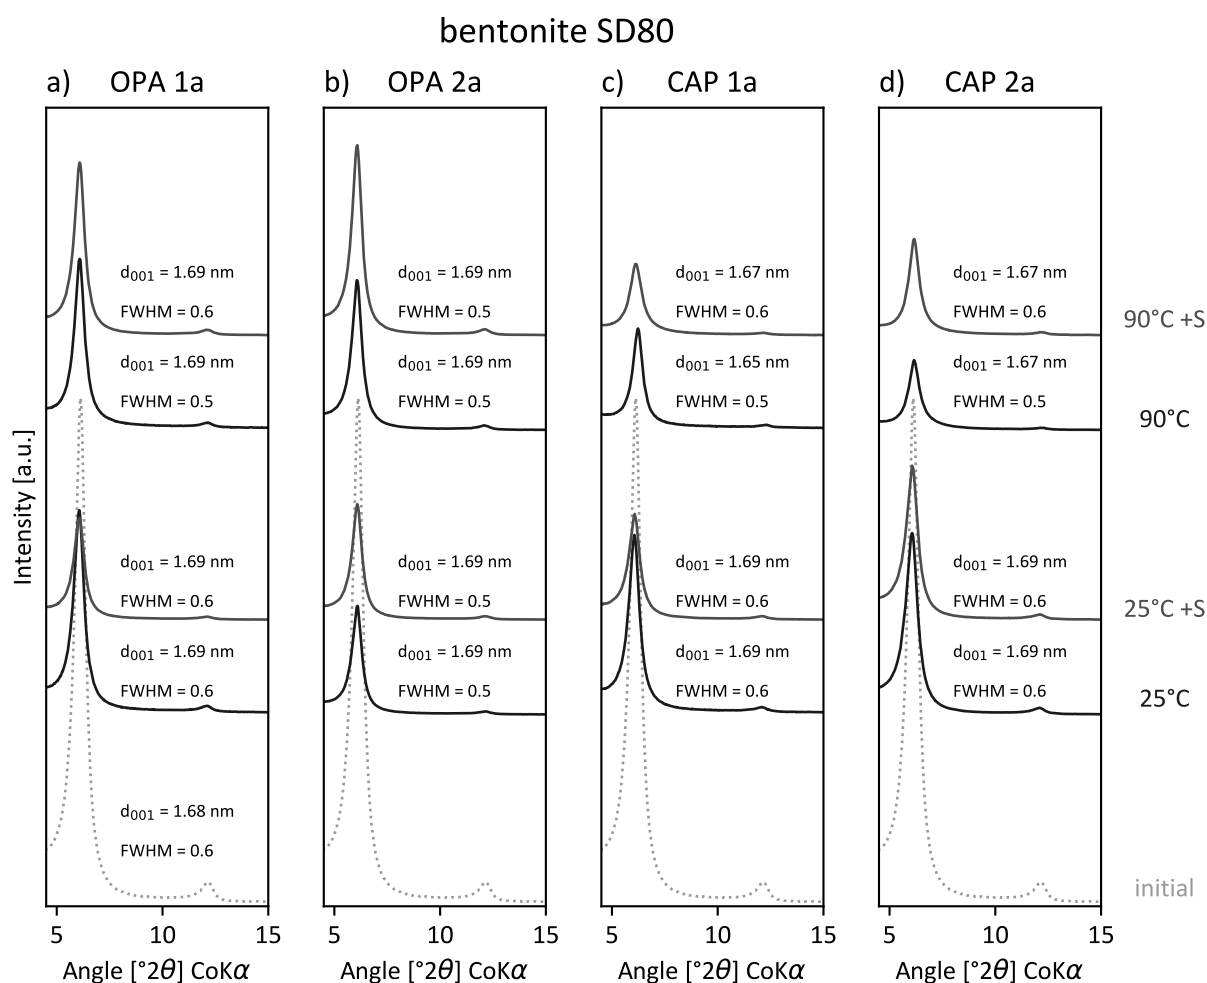 bentonite SD80
a) OPA 1a
b) OPA 2a
c) CAP 1a
d) CAP 2a
Intensity [a.u.]
d001 = 1.69 nm
FWHM = 0.6
d001 = 1.69 nm
FWHM = 0.5
d001 = 1.69 nm
FWHM = 0.6
d001 = 1.69 nm
FWHM = 0.6
d001 = 1.68 nm
FWHM = 0.6
5 10 15
Angle [°2θ] CoKα
d001 = 1.69 nm
FWHM = 0.5
d001 = 1.69 nm
FWHM = 0.5
d001 = 1.69 nm
FWHM = 0.5
d001 = 1.69 nm
FWHM = 0.5
5 10 15
Angle [°2θ] CoKα
d001 = 1.67 nm
FWHM = 0.6
d001 = 1.65 nm
FWHM = 0.5
d001 = 1.69 nm
FWHM = 0.6
d001 = 1.69 nm
FWHM = 0.6
5 10 15
Angle [°2θ] CoKα
d001 = 1.67 nm
FWHM = 0.6
d001 = 1.67 nm
FWHM = 0.5
d001 = 1.69 nm
FWHM = 0.6
d001 = 1.69 nm
FWHM = 0.6
5 10 15
Angle [°2θ] CoKα
90°C +S
90°C
25°C +S
25°C
initial